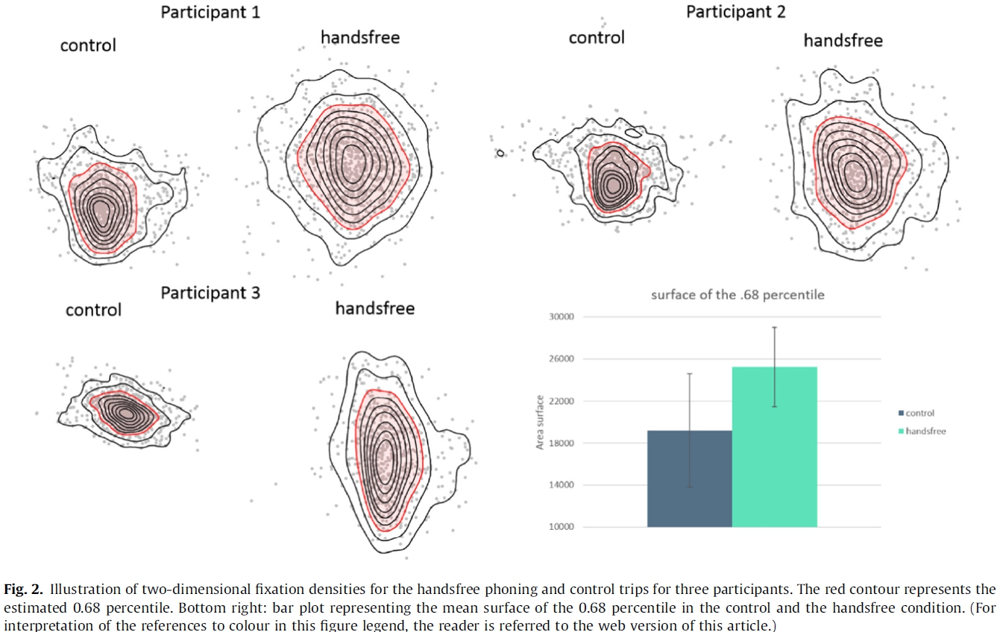 Participant 1
control
handsfree
Participant 2
control
handsfree
Participant 3
control
handsfree
surface of the .68 percentile
30000
26000
22000
18000
14000
10000
Area surface
control
handsfree
Fig. 2. Illustration of two-dimensional fixation densities for the handsfree phoning and control trips for three participants. The red contour represents the
estimated 0.68 percentile. Bottom right: bar plot representing the mean surface of the 0.68 percentile in the control and the handsfree condition. (For
interpretation of the references to colour in this figure legend, the reader is referred to the web version of this article.)